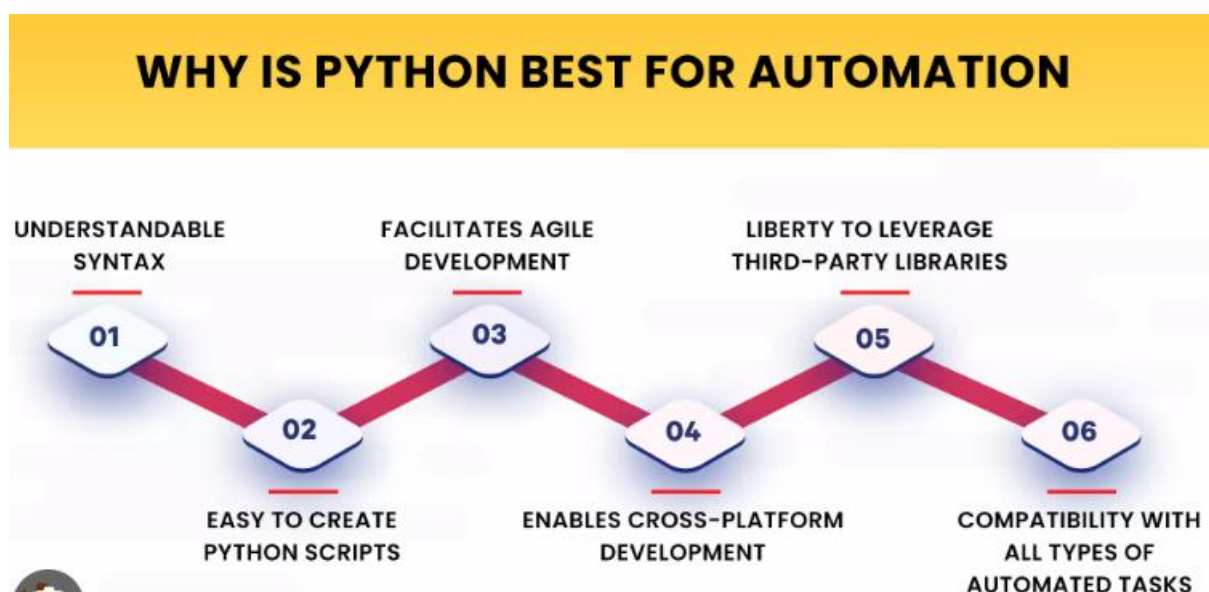 WHY IS PYTHON BEST FOR AUTOMATION
UNDERSTANDABLE
SYNTAX
01
02
EASY TO CREATE
PYTHON SCRIPTS
FACILITATES AGILE
DEVELOPMENT
03
04
ENABLES CROSS-PLATFORM
DEVELOPMENT
LIBERTY TO LEVERAGE
THIRD-PARTY LIBRARIES
05
06
COMPATIBILITY WITH
ALL TYPES OF
AUTOMATED TASKS